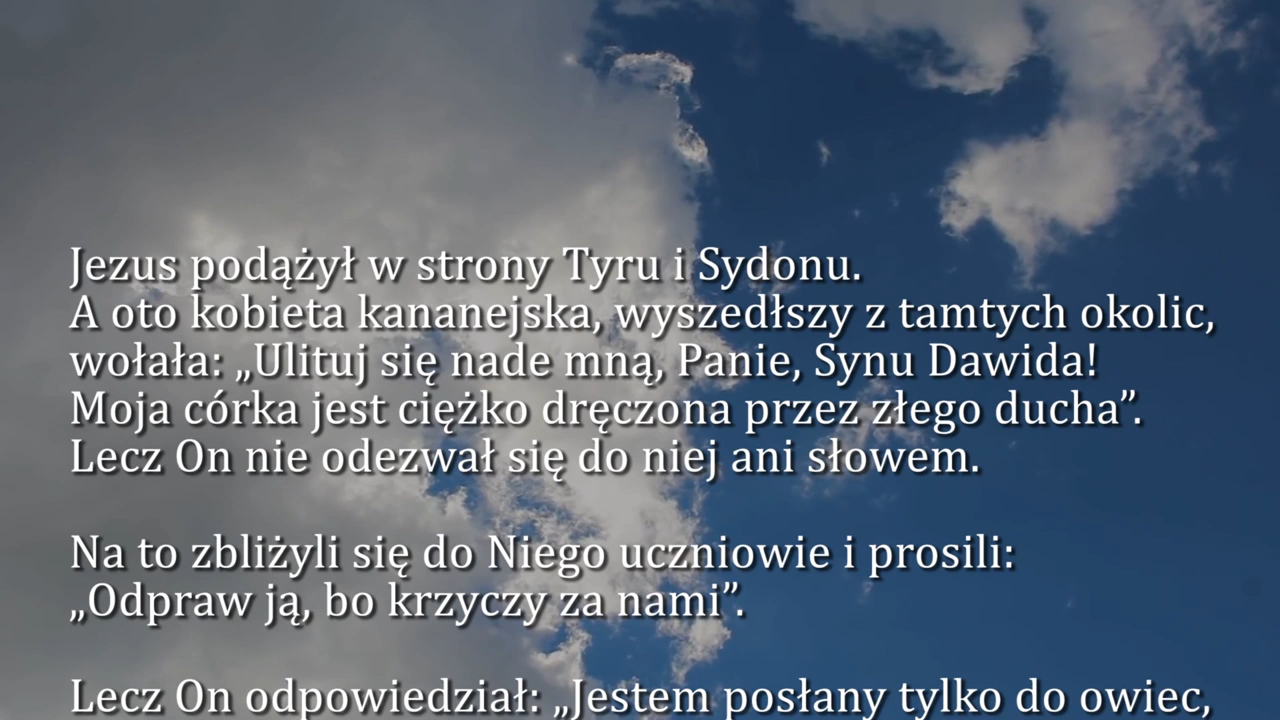 Jezus podążył w strony Tyru i Sydonu.
A oto kobieta kananejska, wyszedłszy z tamtych okolic,
wołała: „Ulituj się nade mną, Panie, Synu Dawida!
Moja córka jest ciężko dręczona przez złego ducha”.
Lecz On nie odezwał się do niej ani słowem.
Na to zbliżyli się do Niego uczniowie i prosili:
„Odpraw ją, bo krzyczy za nami”.
Lecz On odpowiedział: „Jestem posłany tylko do owiec,